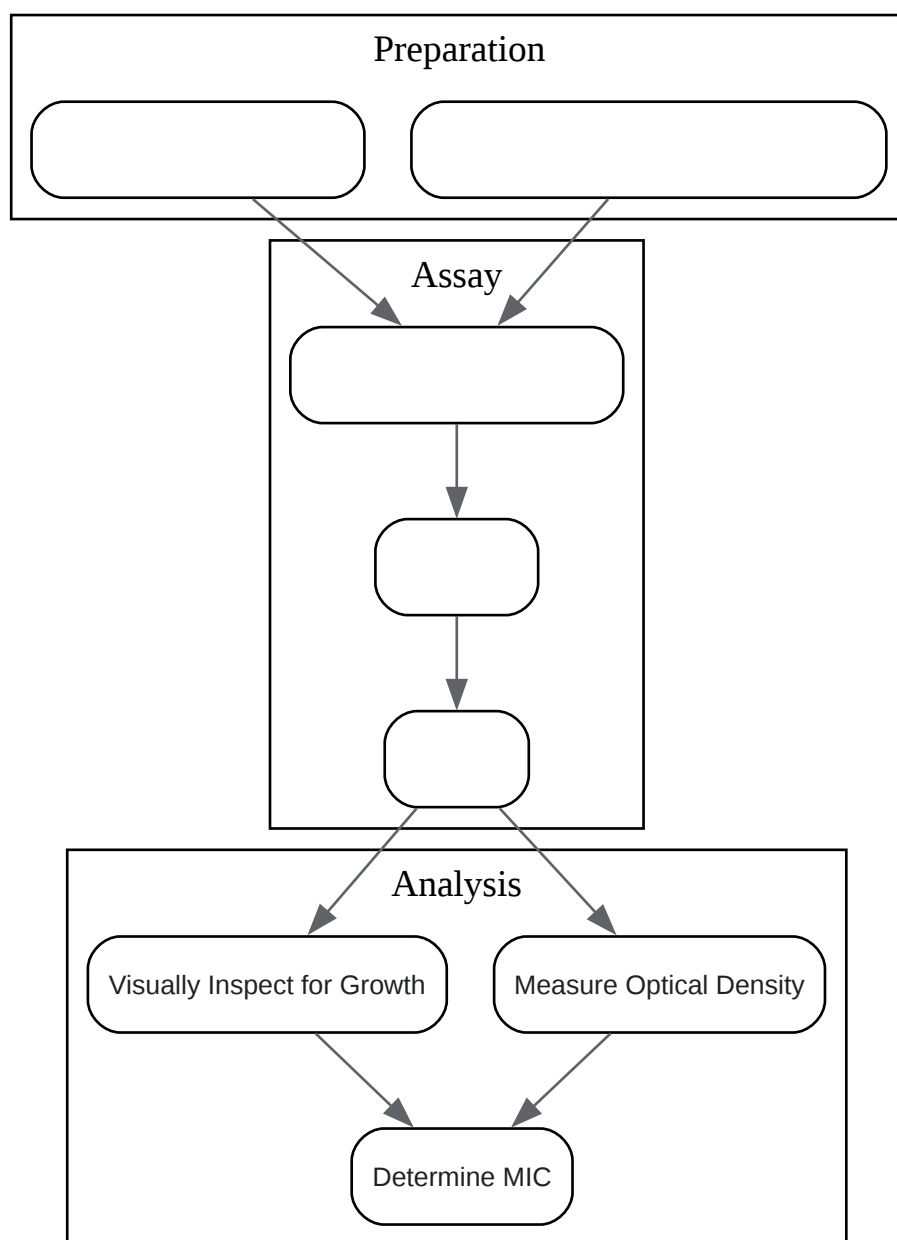 Preparation
Assay
Analysis
Visually Inspect for Growth
Measure Optical Density
Determine MIC